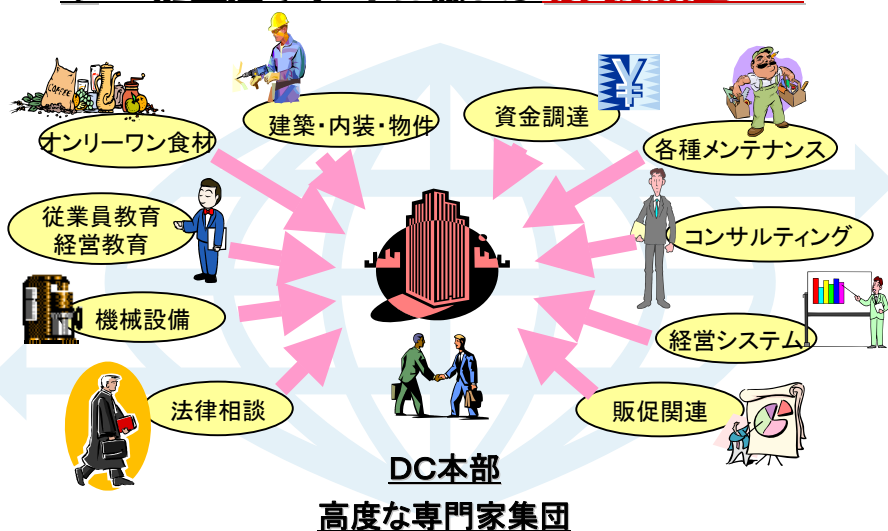 建築・内装・物件
資金調達
オンリーワン食材
各種メンテナンス
従業員教育
経営教育
コンサルティング
機械設備
経営システム
法律相談
販促関連
DC本部
高度な専門家集団
COFFEE
¥